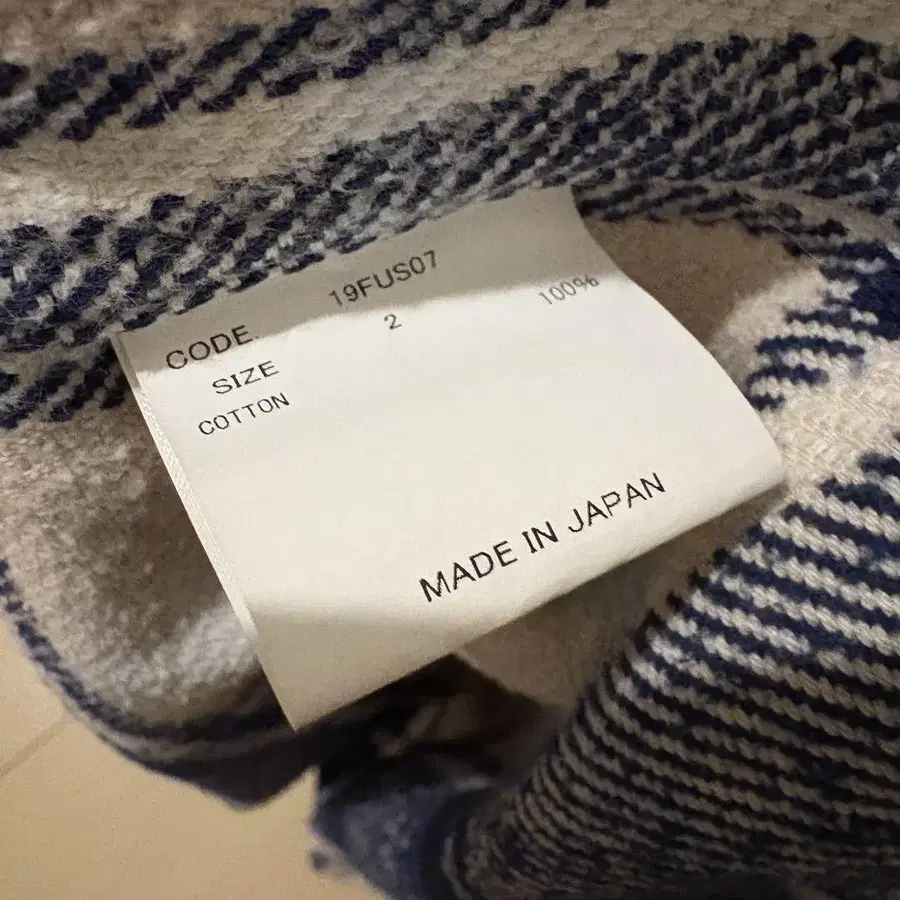 CODE. 19FUS07
SIZE 2
COTTON 100%
MADE IN JAPAN